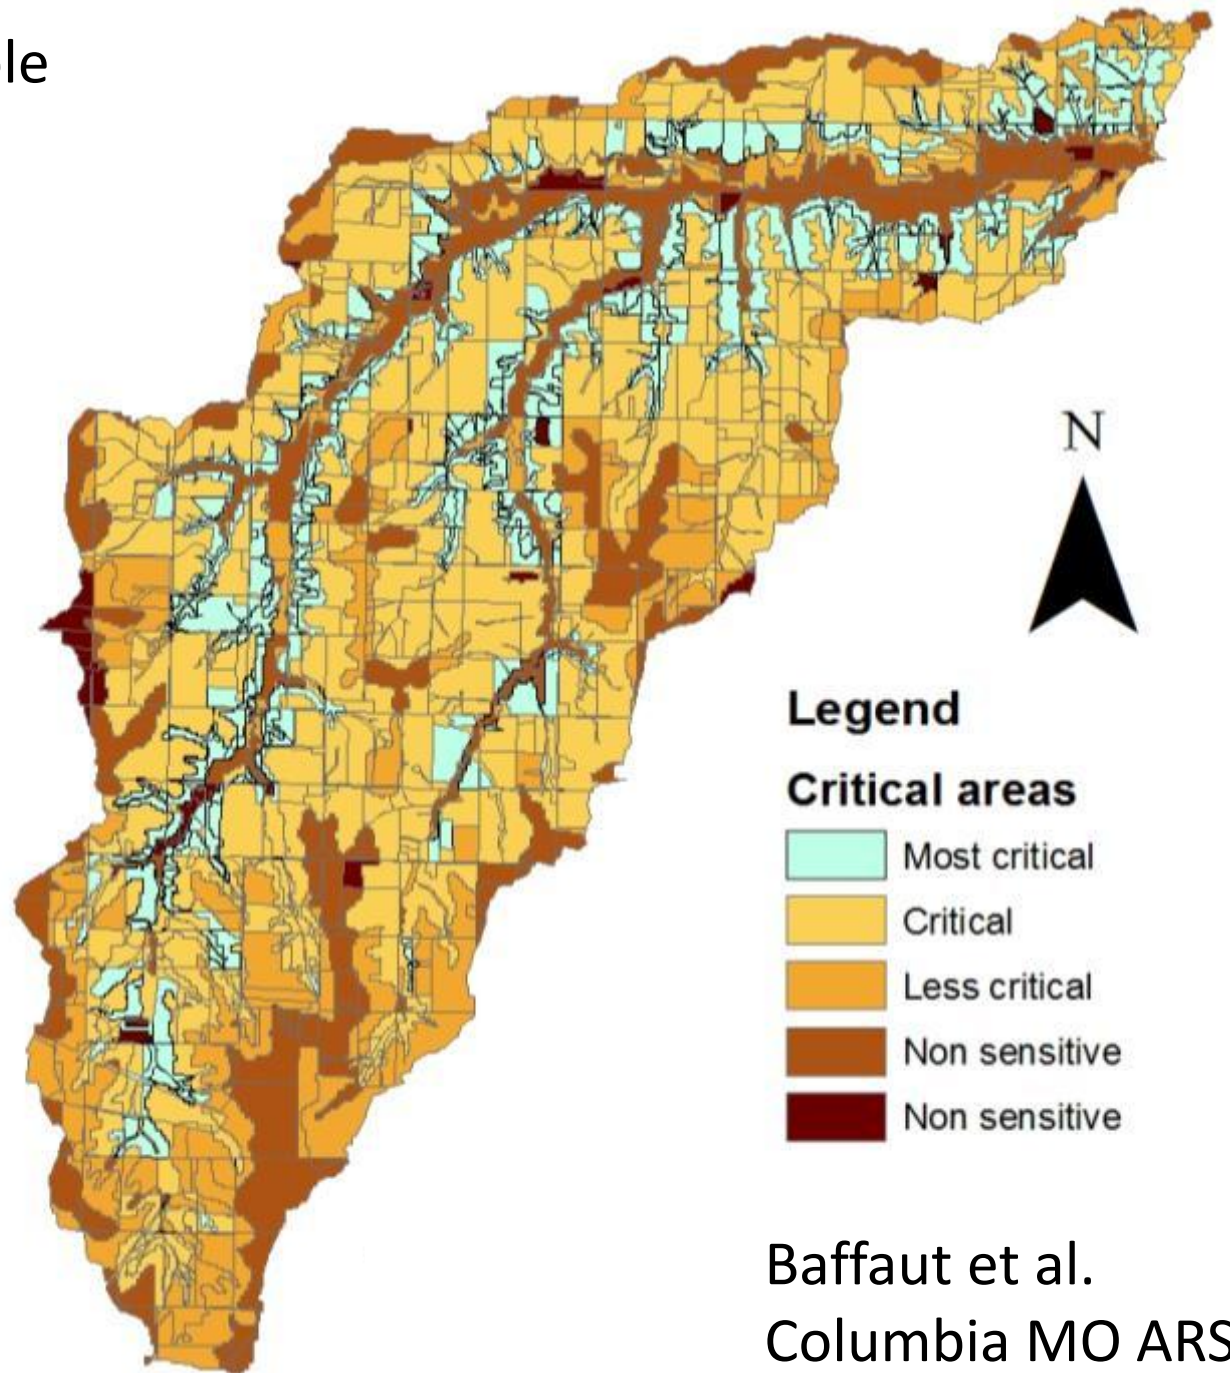 le
N
Legend
Critical areas
Most critical
Critical
Less critical
Non sensitive
Non sensitive
Baffaut et al.
Columbia MO ARS